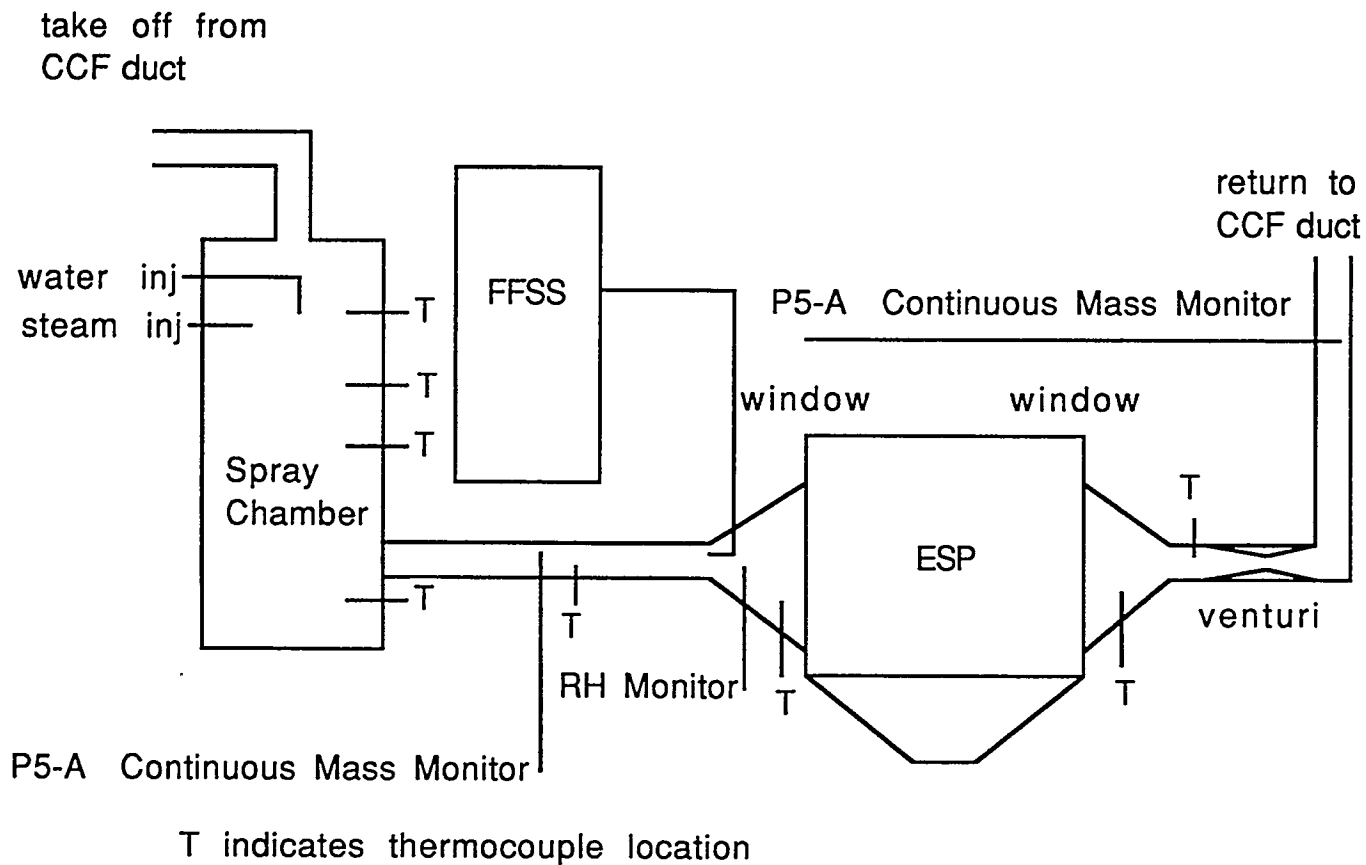 take off from
CCF duct
return to
CCF duct
water inj
steam inj
FFSS
T
P5-A Continuous Mass Monitor
T
window
window
T
Spray
Chamber
T
ESP
T
T
venturi
RH Monitor
T
T
P5-A Continuous Mass Monitor
T indicates thermocouple location